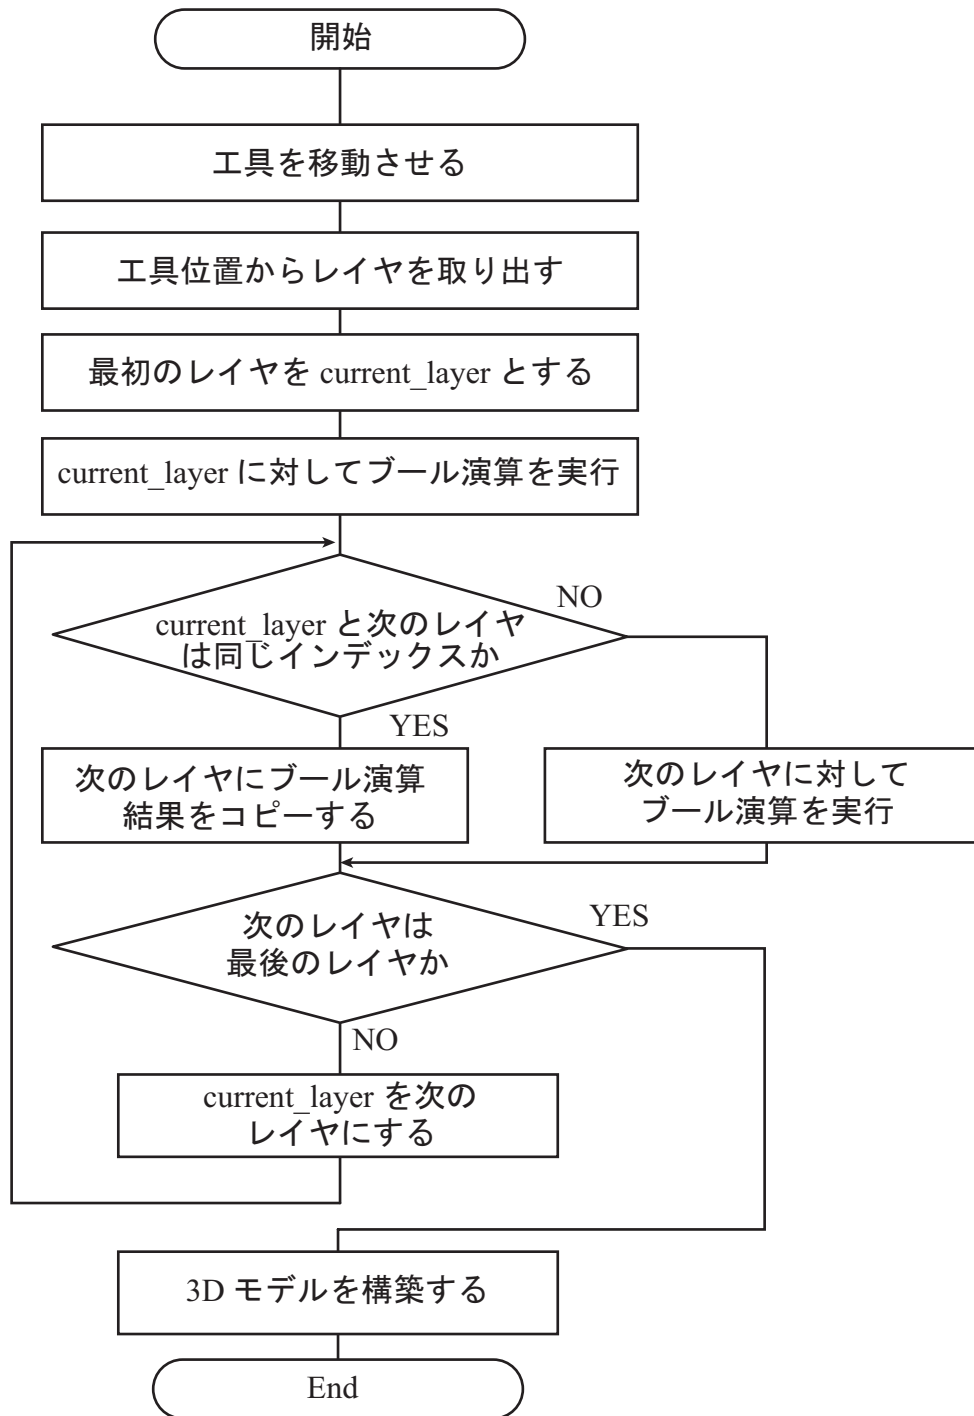 開始
工具を移動させる
工具位置からレイヤを取り出す
最初のレイヤを current_layer とする
current_layer に対してブール演算を実行
current_layer と次のレイヤ
は同じインデックスか
NO
YES
次のレイヤにブール演算
結果をコピーする
次のレイヤに対して
ブール演算を実行
次のレイヤは
最後のレイヤか
YES
NO
current_layer を次の
レイヤにする
3D モデルを構築する
End